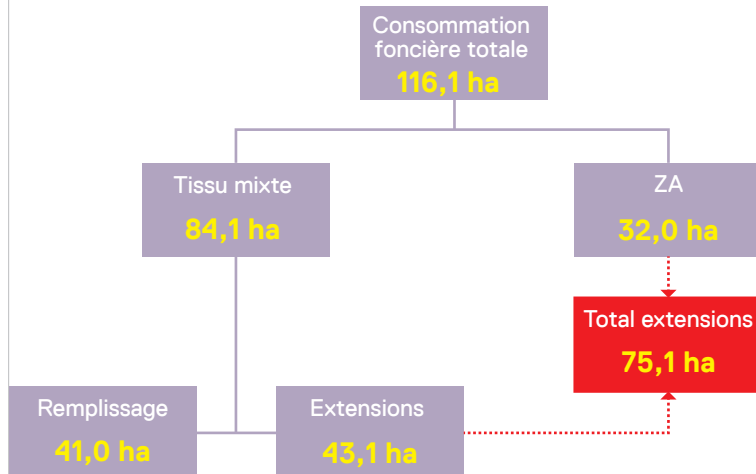 Consommation
foncière totale
116,1 ha
Tissu mixte
84,1 ha
ZA
32,0 ha
Total extensions
75,1 ha
Remplissage
41,0 ha
Extensions
43,1 ha